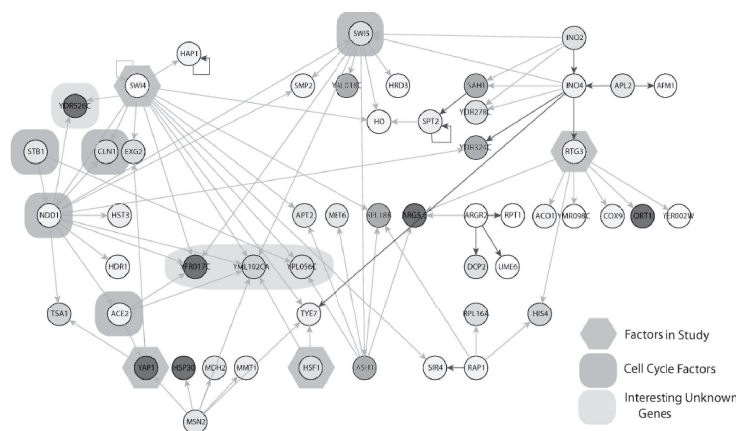 SWI5
INO2
HAP1
SWI4
SMP2
YAL018C
HRD3
SAH1
INO4
APL2
AFM1
YDR528C
YDR278C
HO
SPT2
STB1
CLN1
EXG2
YDR324C
RTG3
NDD1
HST3
APT2
MET6
RPL18B
ARG5,6
ARGR2
RPT1
ACO1
YMR098C
COX9
ORT1
YER002W
HDR1
YFR017C
YML102CA
YPL056C
DCP2
UME6
TSA1
ACE2
TYE7
RPL16A
HIS4
Factors in Study
YAP1
HSP30
MDH2
MMT1
HSF1
ASH1
SIR4
RAP1
Cell Cycle Factors
MSN2
Interesting Unknown
Genes